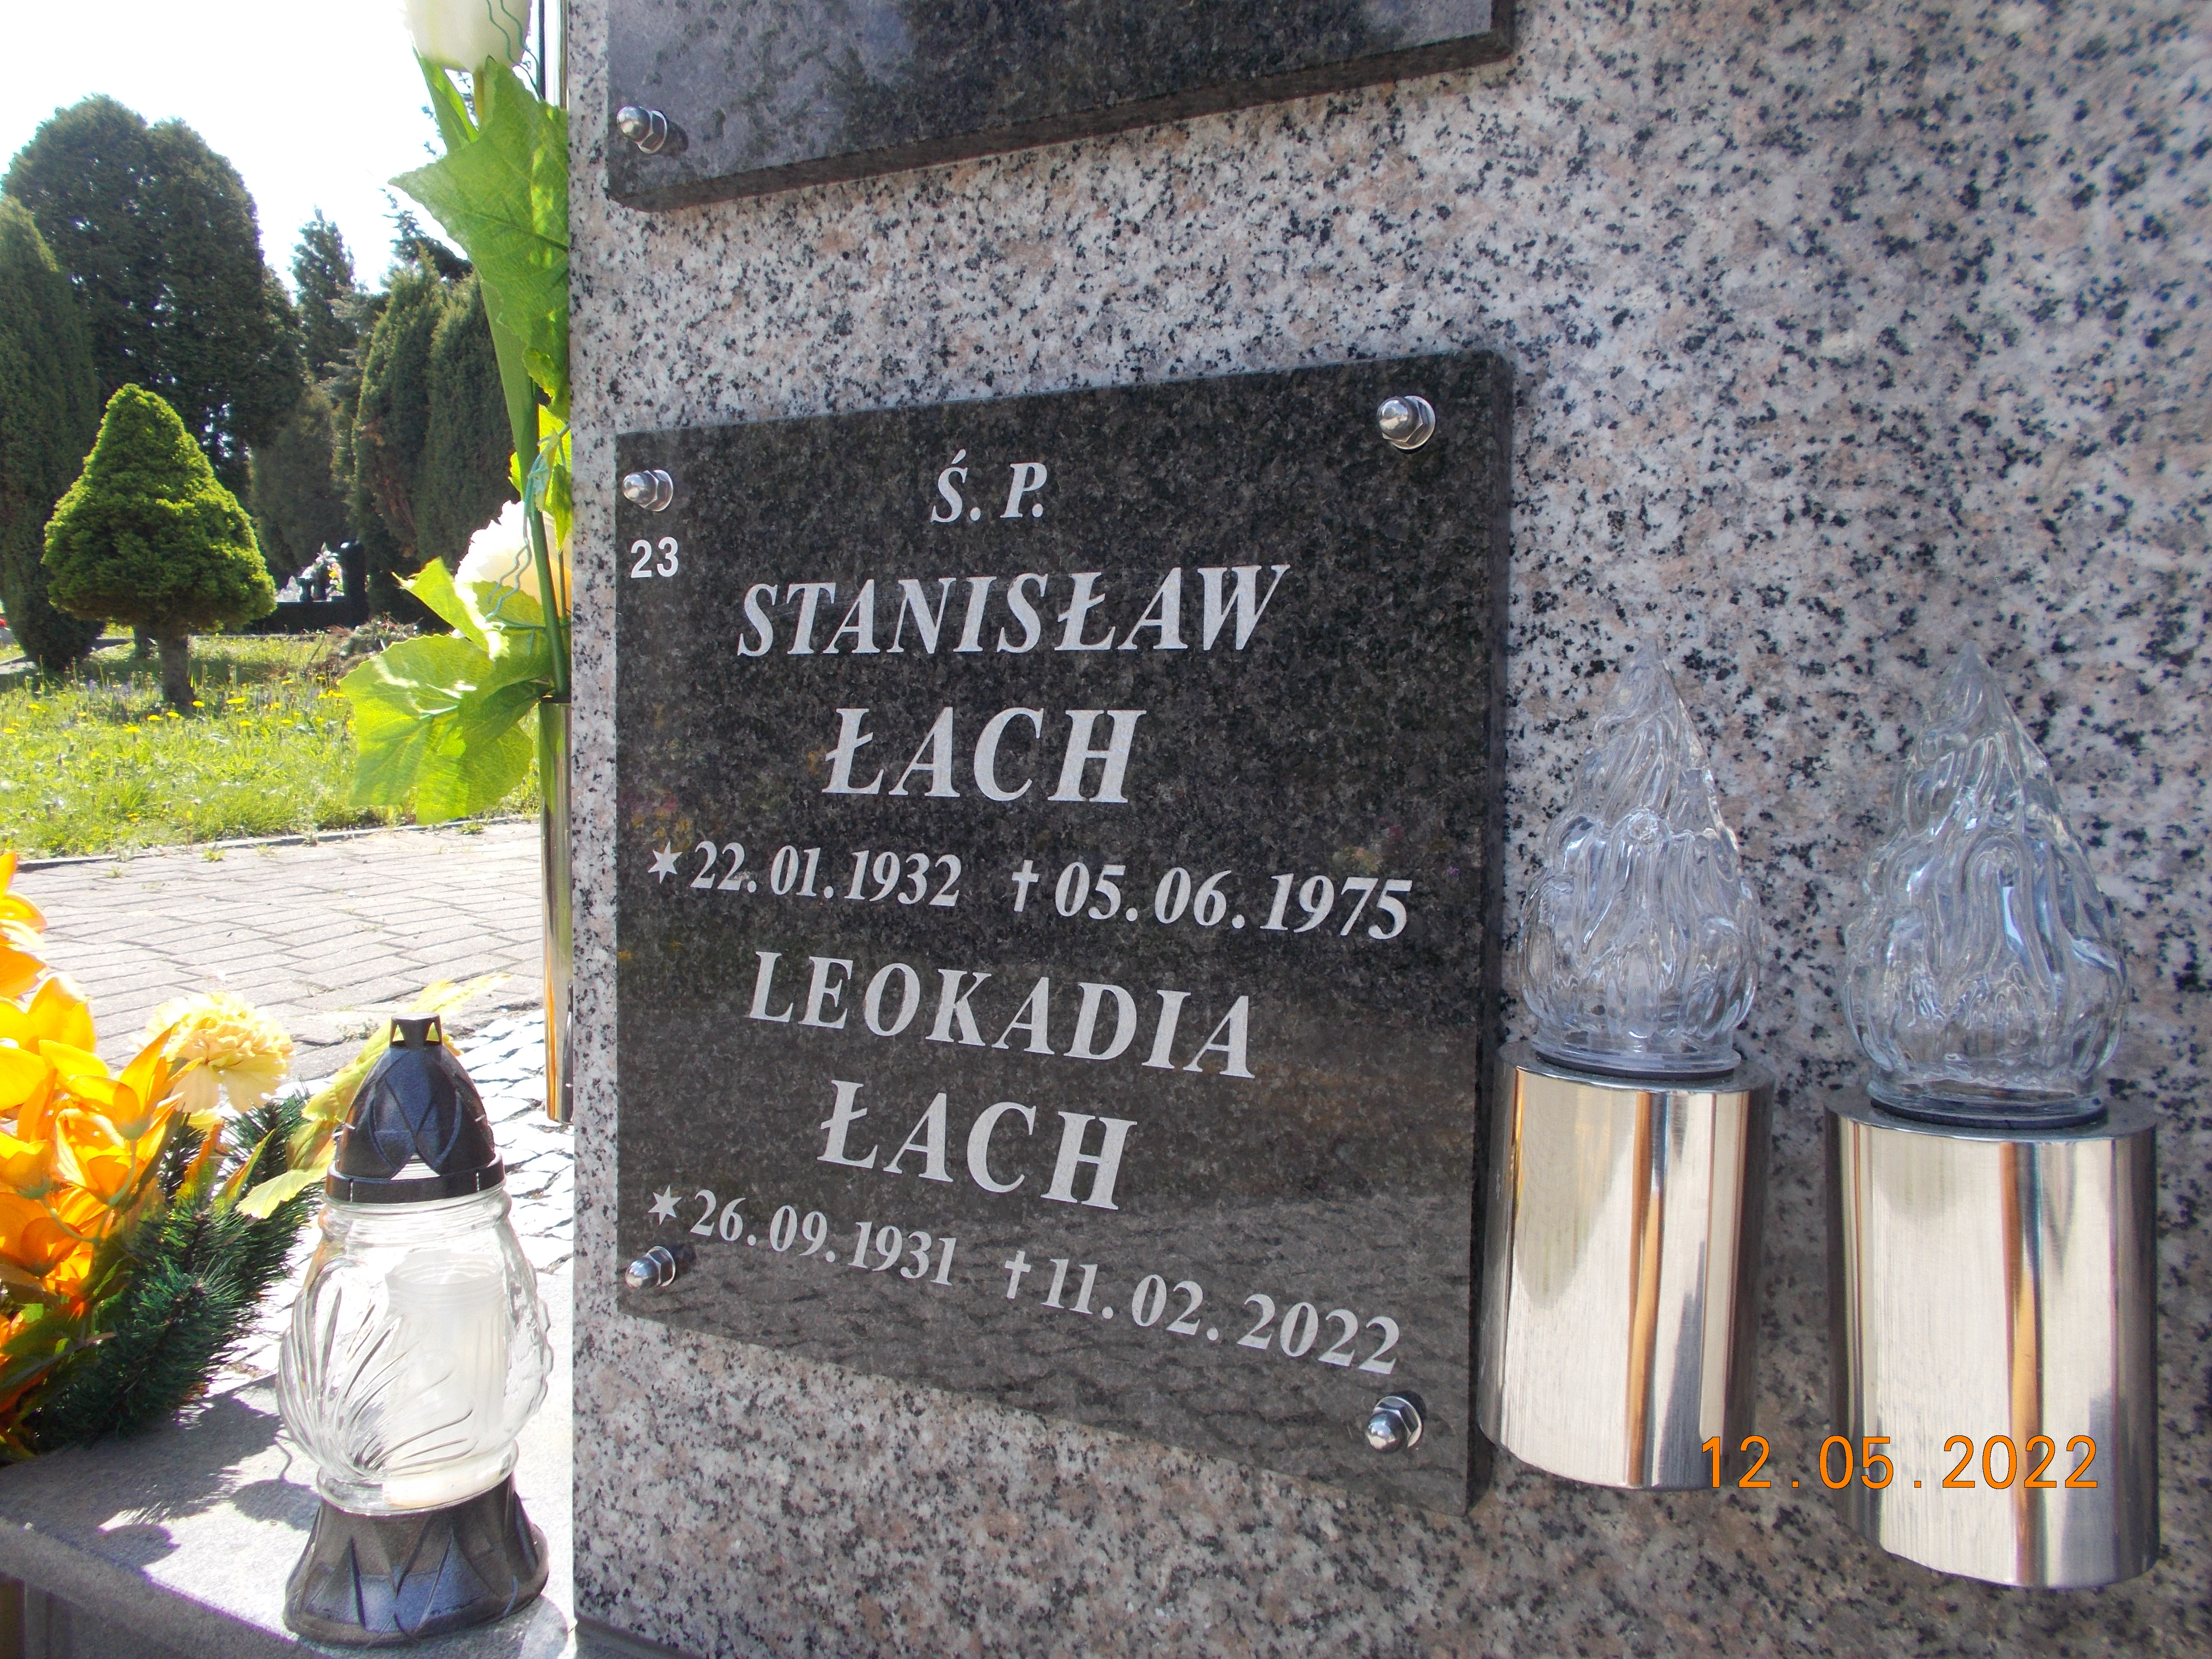 Ś. P.
23
STANISŁAW
ŁACH
★22.01.1932 ✝05.06.1975
LEOKADIA
ŁACH
★26.09.1931 ✝11.02.2022
12.05.2022